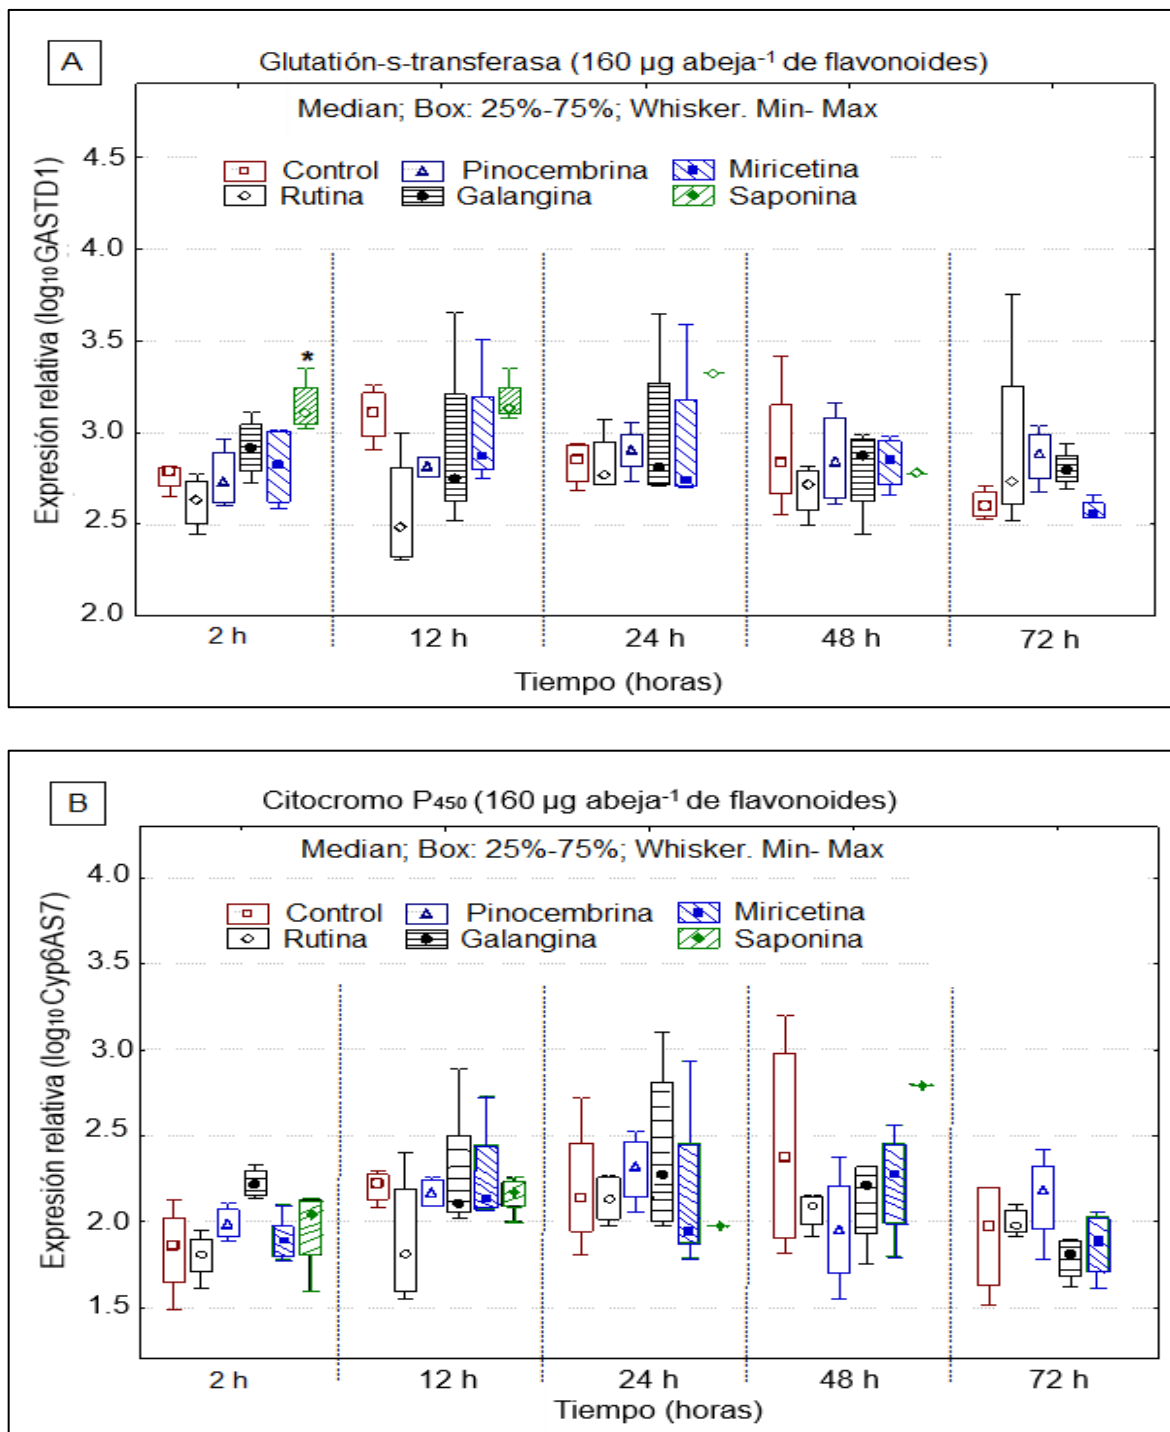 A
Glutatión-s-transferasa (160 µg abeja⁻¹ de flavonoides)
Median; Box: 25%-75%; Whisker. Min- Max
Control Pinocembrina Miricetina
Rutina Galangina Saponina
Expresión relativa (log₁₀GASTD1)
4.5
4.0
3.5
*
3.0
2.5
2.0
2 h 12 h 24 h 48 h 72 h
Tiempo (horas)
B
Citocromo P₄₅₀ (160 µg abeja⁻¹ de flavonoides)
Median; Box: 25%-75%; Whisker. Min- Max
Control Pinocembrina Miricetina
Rutina Galangina Saponina
Expresión relativa (log₁₀Cyp6AS7)
4.0
3.5
3.0
2.5
2.0
1.5
2 h 12 h 24 h 48 h 72 h
Tiempo (horas)